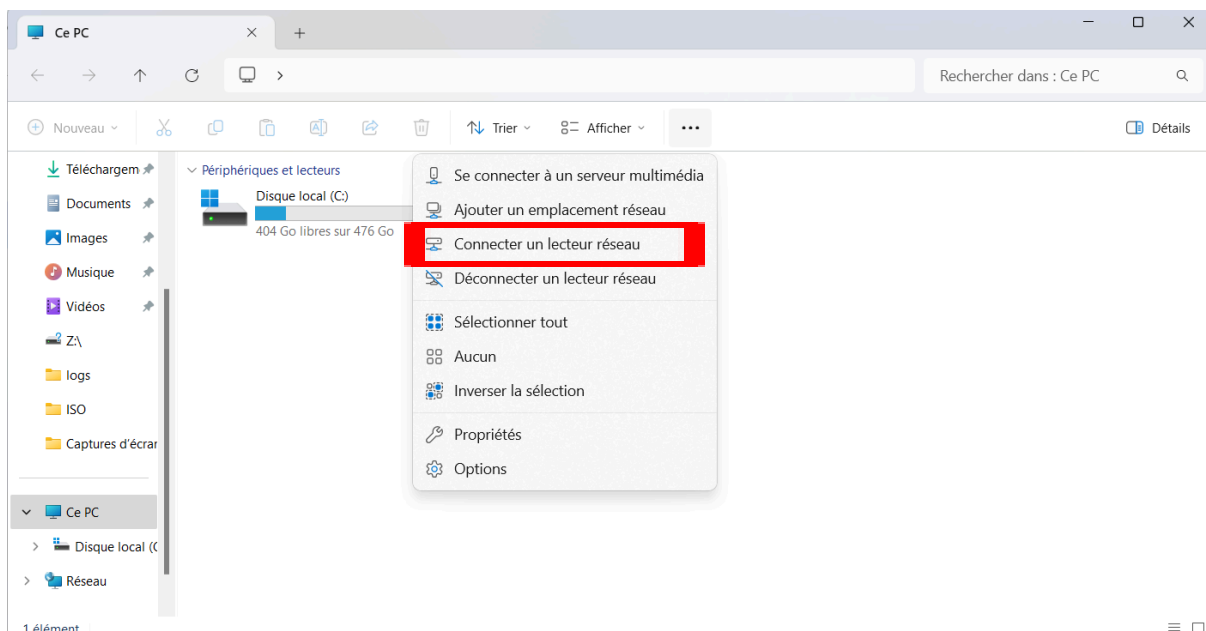 Ce PC
Rechercher dans : Ce PC
Nouveau
Trier
Afficher
Détails
Téléchargem
Documents
Images
Musique
Vidéos
Z:\
logs
ISO
Captures d'écran
Ce PC
Disque local (C
Réseau
Périphériques et lecteurs
Disque local (C:)
404 Go libres sur 476 Go
Se connecter à un serveur multimédia
Ajouter un emplacement réseau
Connecter un lecteur réseau
Déconnecter un lecteur réseau
Sélectionner tout
Aucun
Inverser la sélection
Propriétés
Options
1 élément